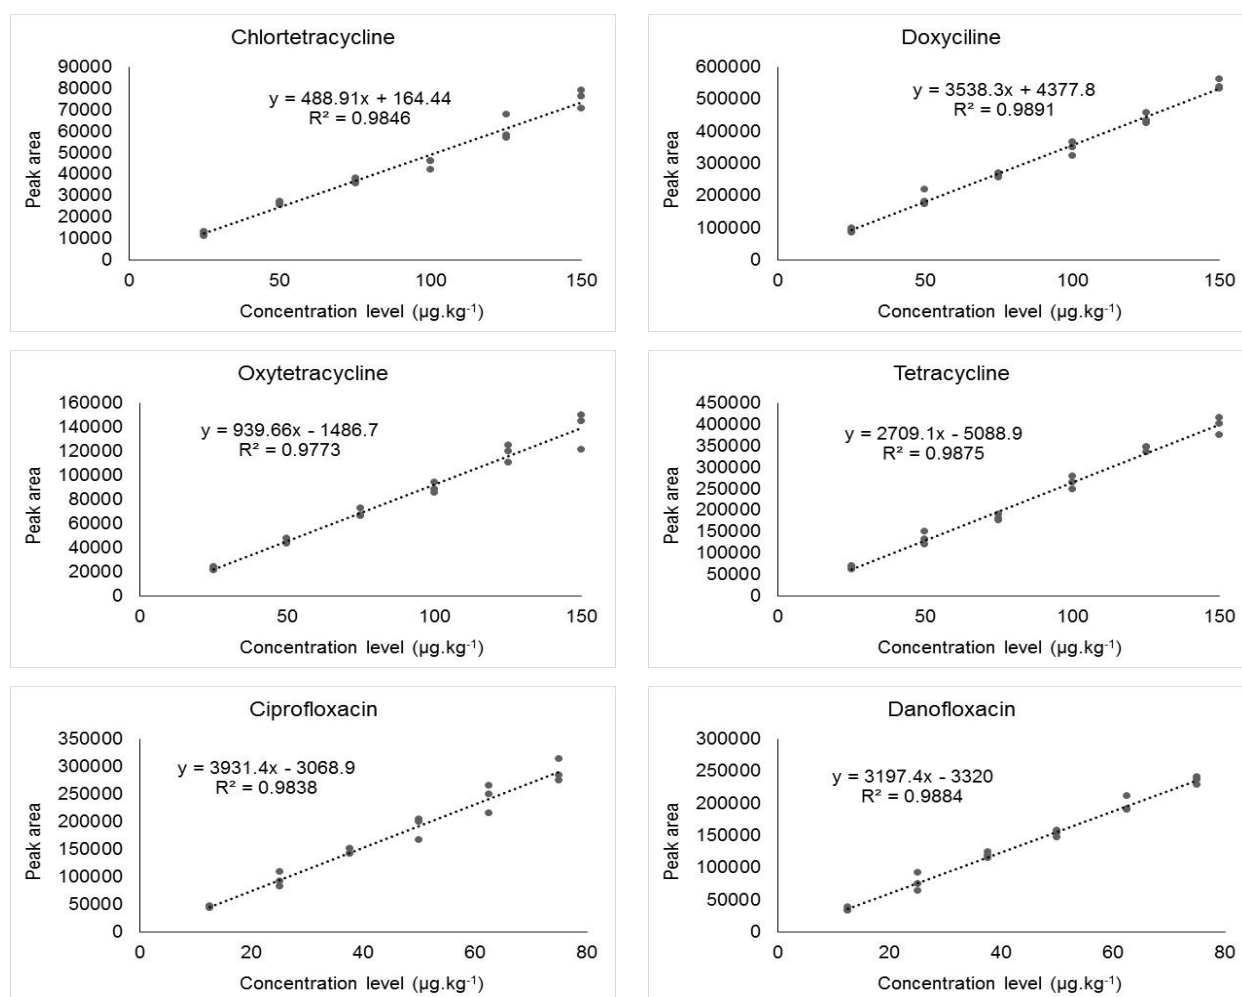 Chlortetracycline
90000
80000
70000
60000
50000
40000
30000
20000
10000
0
y = 488.91x + 164.44
R² = 0.9846
0 50 100 150
Peak area
Concentration level (µg.kg⁻¹)
Doxyciline
600000
500000
400000
300000
200000
100000
0
y = 3538.3x + 4377.8
R² = 0.9891
0 50 100 150
Peak area
Concentration level (µg.kg⁻¹)
Oxytetracycline
160000
140000
120000
100000
80000
60000
40000
20000
0
y = 939.66x - 1486.7
R² = 0.9773
0 50 100 150
Peak area
Concentration level (µg.kg⁻¹)
Tetracycline
450000
400000
350000
300000
250000
200000
150000
100000
50000
0
y = 2709.1x - 5088.9
R² = 0.9875
0 50 100 150
Peak area
Concentration level (µg.kg⁻¹)
Ciprofloxacin
350000
300000
250000
200000
150000
100000
50000
0
y = 3931.4x - 3068.9
R² = 0.9838
0 20 40 60 80
Peak area
Concentration level (µg.kg⁻¹)
Danofloxacin
300000
250000
200000
150000
100000
50000
0
y = 3197.4x - 3320
R² = 0.9884
0 20 40 60 80
Peak area
Concentration level (µg.kg⁻¹)